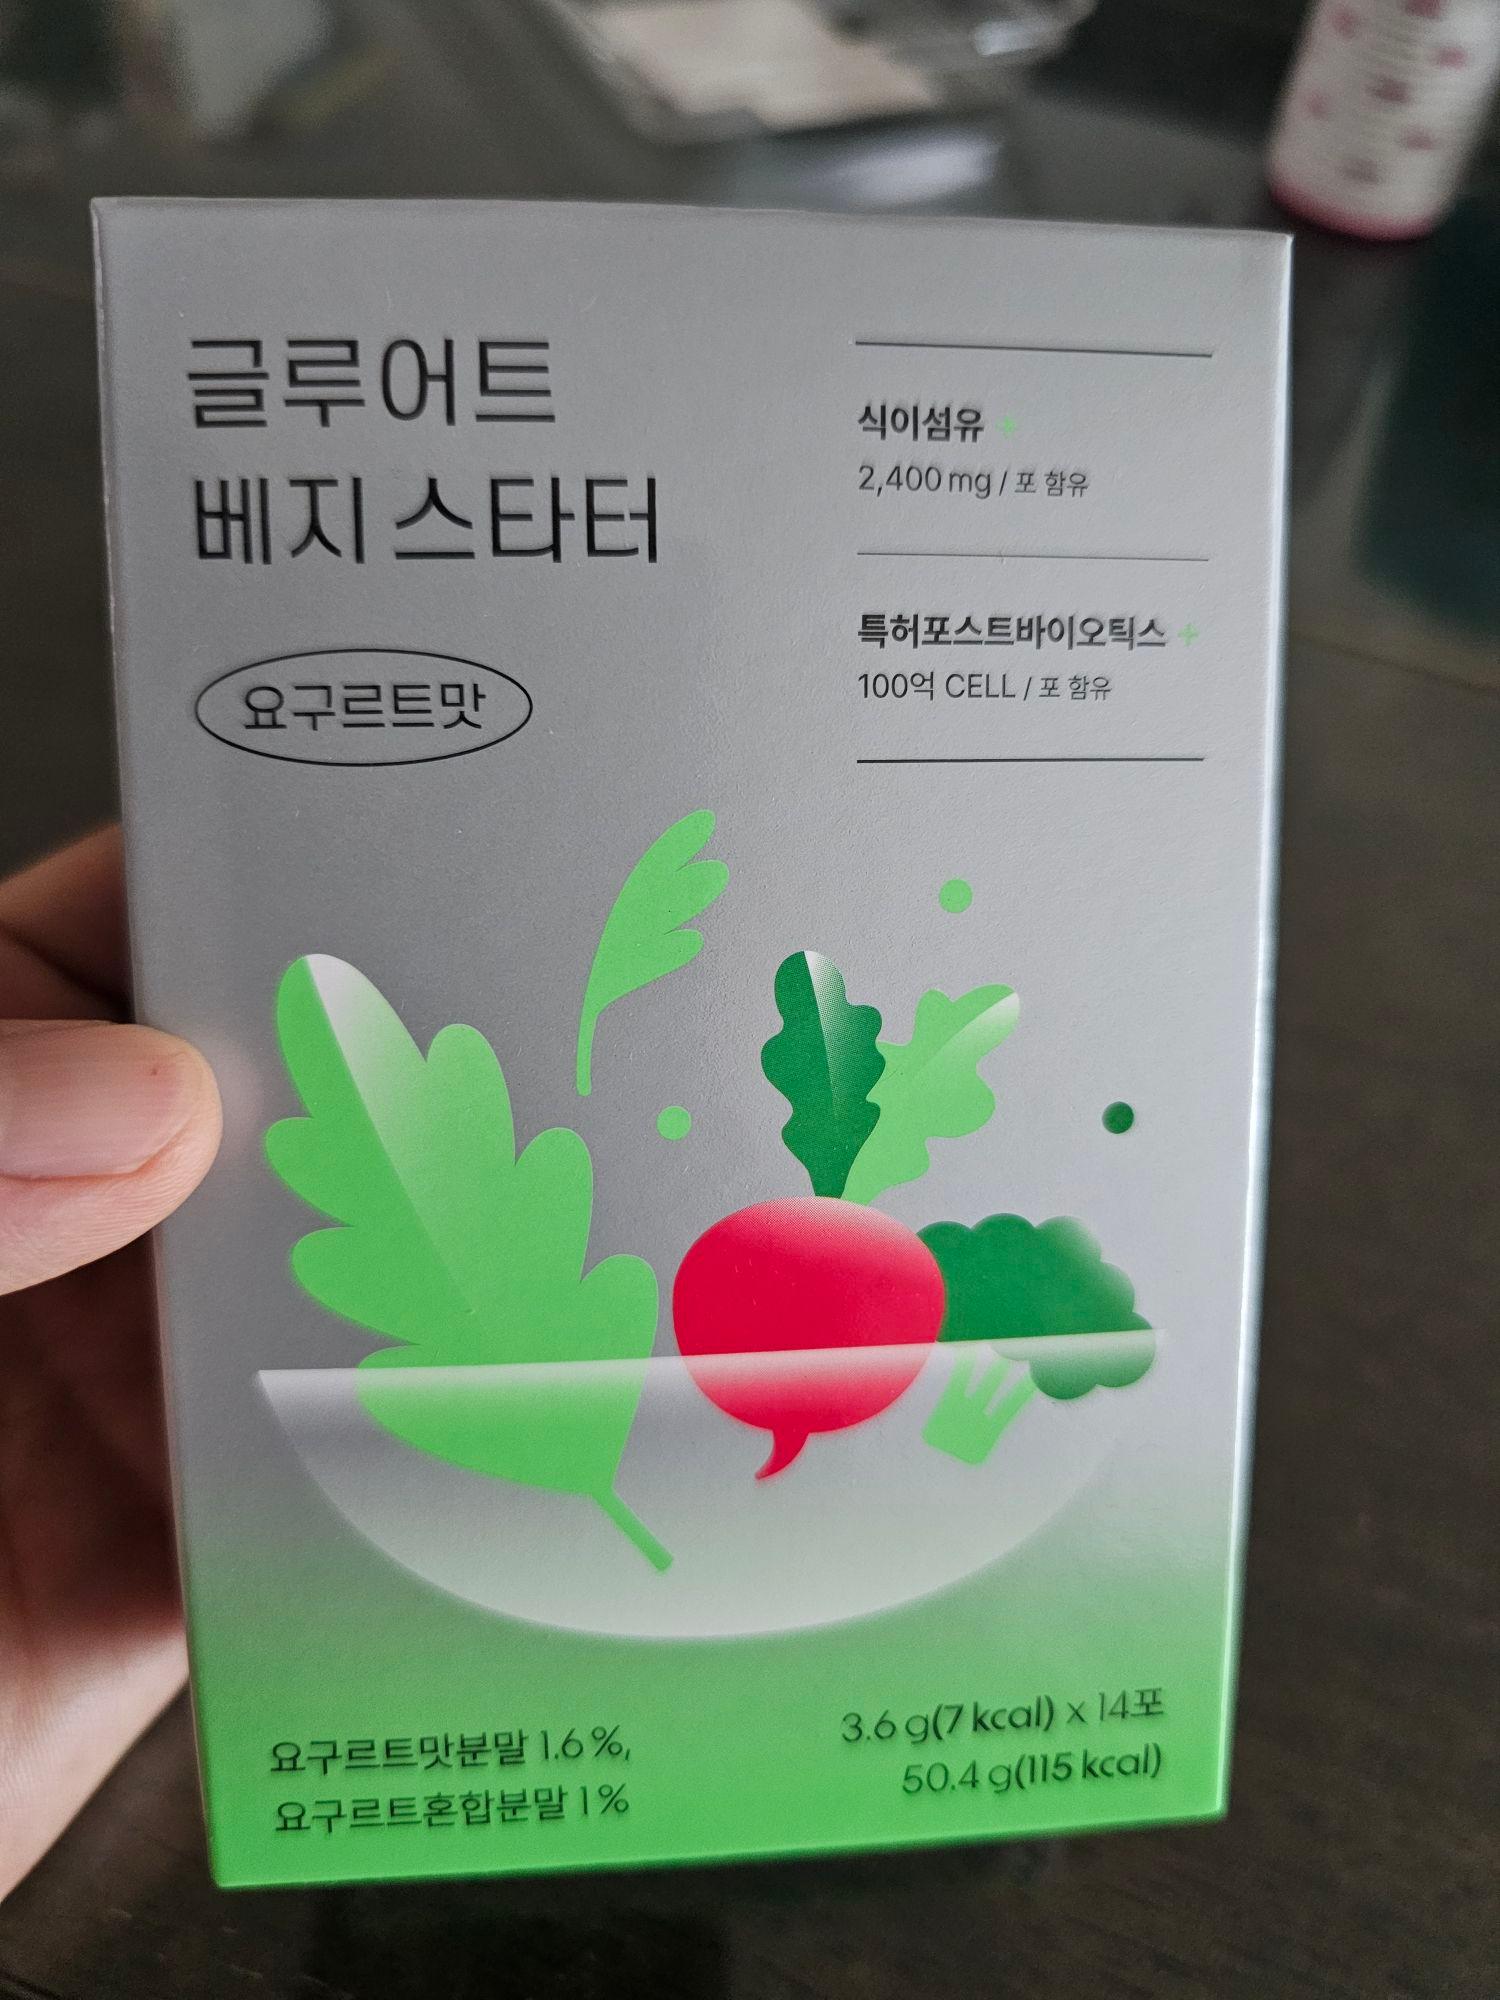 글루어트
베지 스타터
요구르트맛
식이섬유 +
2,400 mg / 포 함유
특허포스트바이오틱스 +
100억 CELL / 포 함유
요구르트맛분말 1.6 %,
요구르트혼합분말 1 %
3.6 g(7 kcal) x 14포
50.4 g(115 kcal)